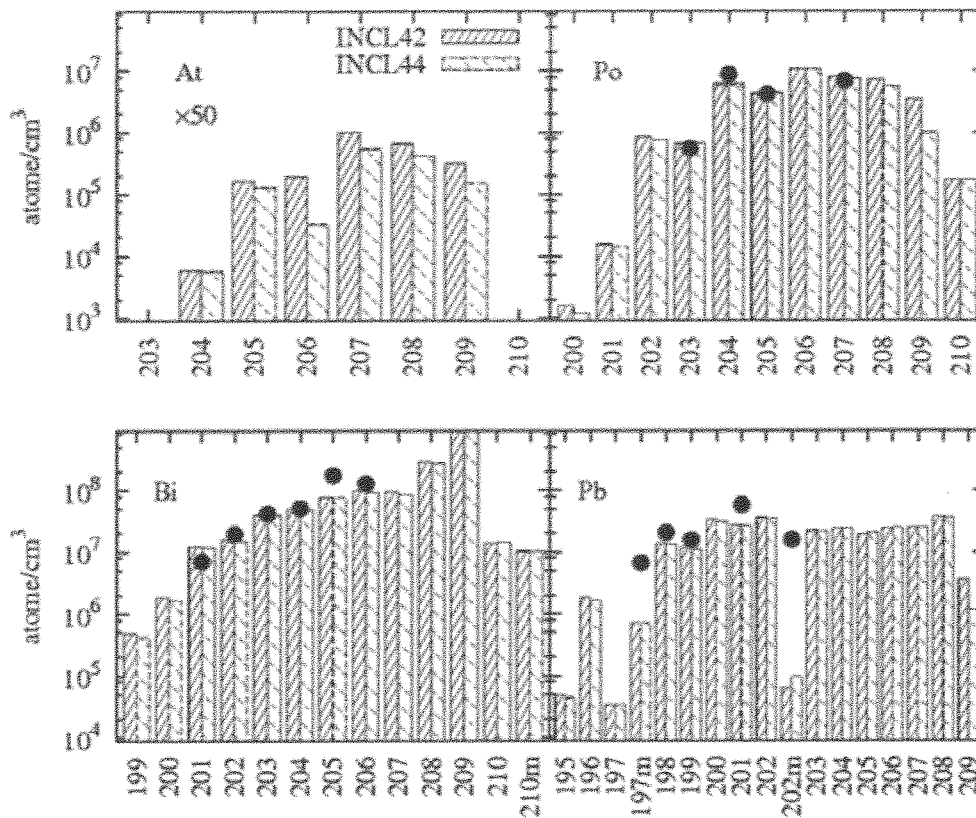 INCL42
INCL44
At
×50
Po
atome/cm³
10⁷
10⁶
10⁵
10⁴
10³
203 204 205 206 207 208 209 210
200 201 202 203 204 205 206 207 208 209 210
Bi
Pb
atome/cm³
10⁸
10⁷
10⁶
10⁵
10⁴
199 200 201 202 203 204 205 206 207 208 209 210 210m
195 196 197 197m 198 199 200 201 202 202m 203 204 205 206 207 208 209